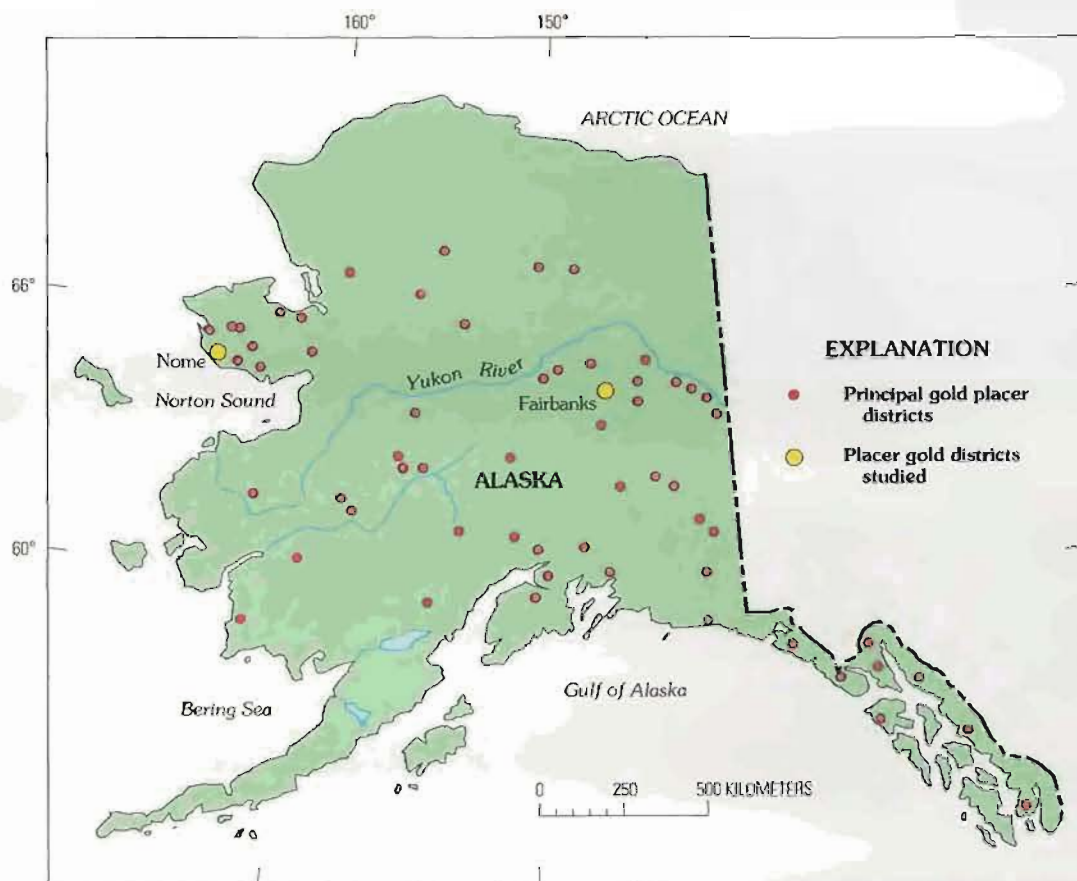 160° 150°
ARCTIC OCEAN
66°
Nome
Norton Sound
Yukon River
Fairbanks
ALASKA
EXPLANATION
Principal gold placer
districts
Placer gold districts
studied
60°
Bering Sea
Gulf of Alaska
0 250 500 KILOMETERS